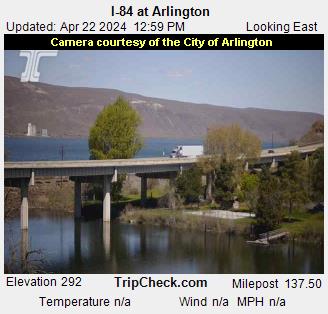 I-84 at Arlington
Updated: Apr 22 2024 12:59 PM Looking East
Camera courtesy of the City of Arlington
Elevation 292 TripCheck.com Milepost 137.50
Temperature n/a Wind n/a MPH n/a